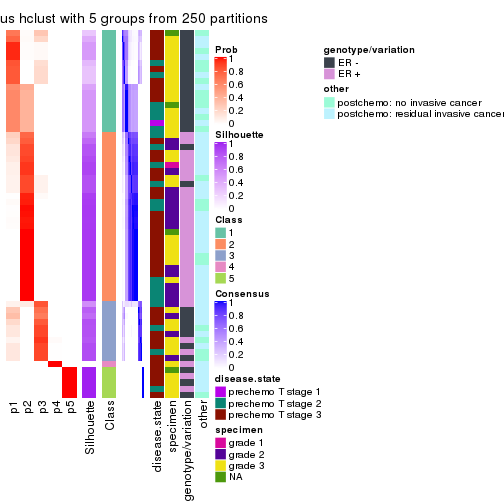 us hclust with 5 groups from 250 partitions
Prob
1
0.8
0.6
0.4
0.2
0
Silhouette
1
0.8
0.6
0.4
0.2
0
Class
1
2
3
4
5
Consensus
1
0.8
0.6
0.4
0.2
0
disease.state
prechemo T stage 1
prechemo T stage 2
prechemo T stage 3
specimen
grade 1
grade 2
grade 3
NA
genotype/variation
ER -
ER +
other
postchemo: no invasive cancer
postchemo: residual invasive cancer
p1
p2
p3
p4
p5
Silhouette
Class
disease.state
specimen
genotype/variation
other